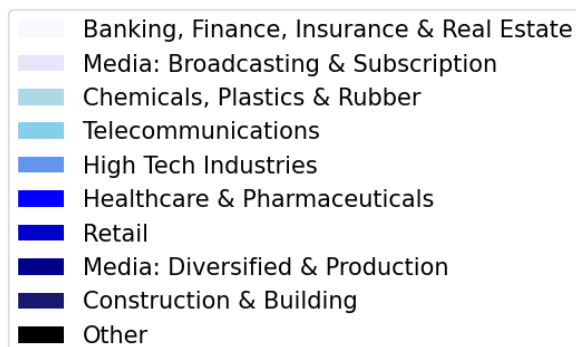 Banking, Finance, Insurance & Real Estate
Media: Broadcasting & Subscription
Chemicals, Plastics & Rubber
Telecommunications
High Tech Industries
Healthcare & Pharmaceuticals
Retail
Media: Diversified & Production
Construction & Building
Other